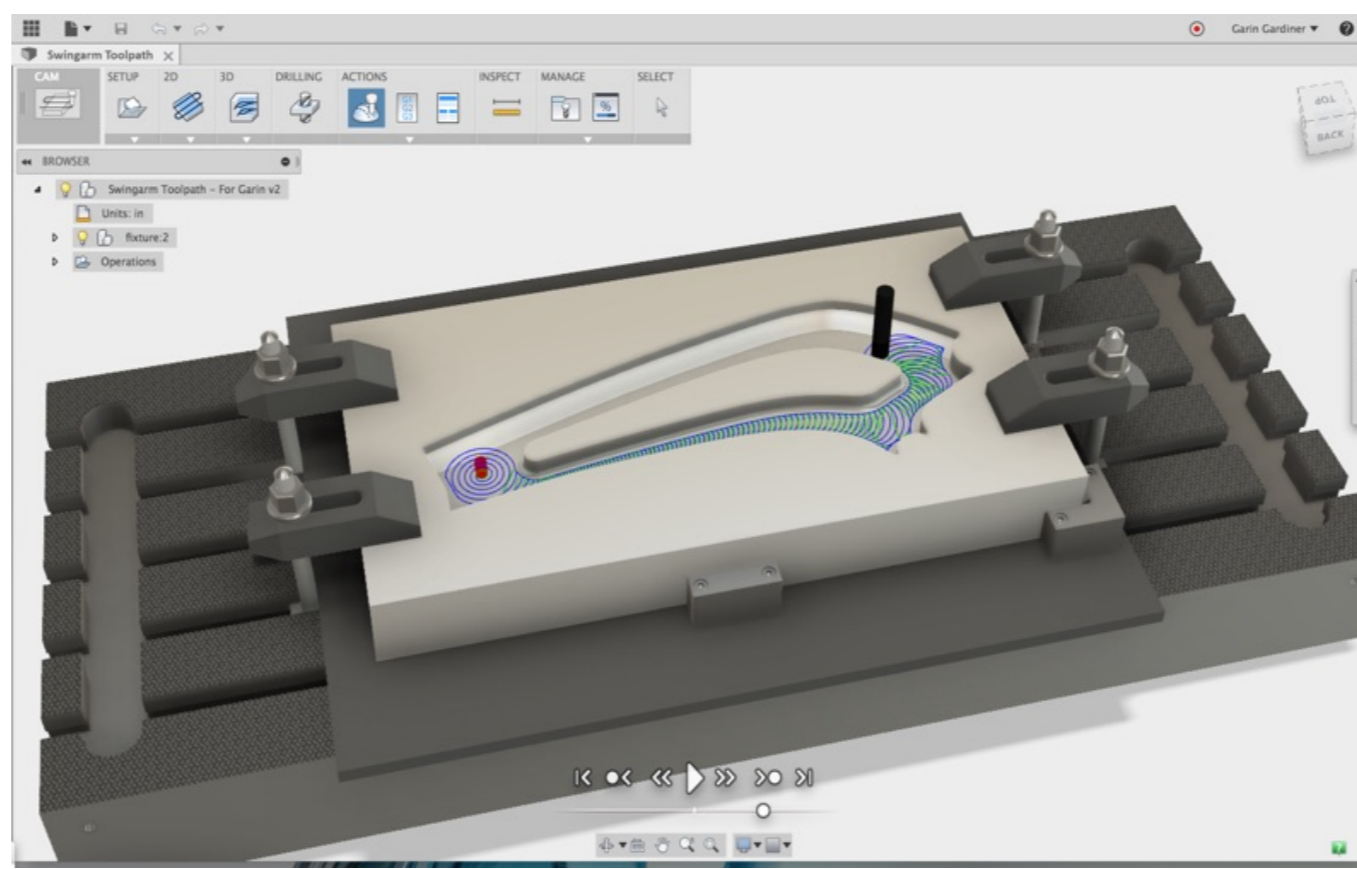 Garin Gardiner
Swingarm Toolpath
CAM SETUP 2D 3D DRILLING ACTIONS INSPECT MANAGE SELECT
TOP
BACK
BROWSER
Swingarm Toolpath - For Garin v2
Units: in
fixture:2
Operations